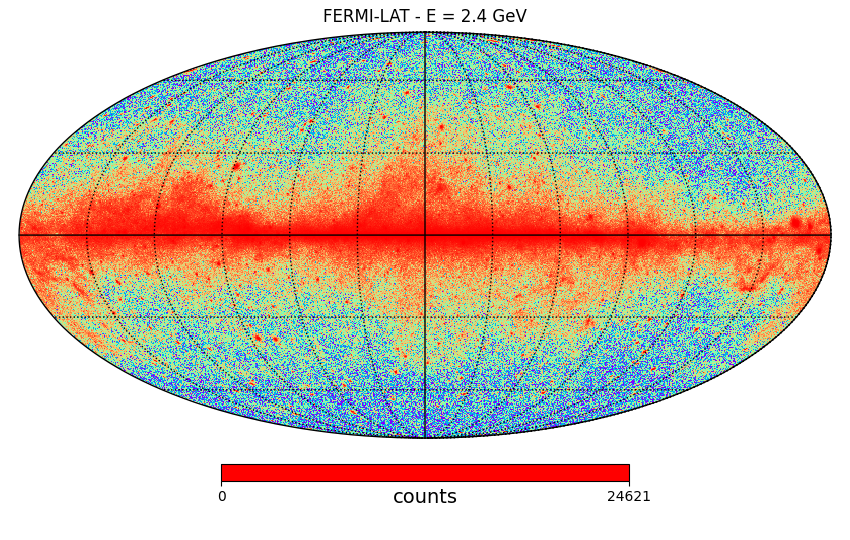 FERMI-LAT - E = 2.4 GeV
0 24621
counts